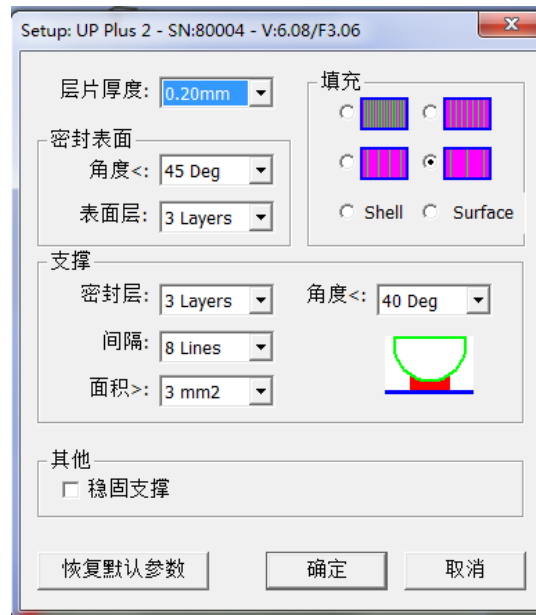 Setup: UP Plus 2 - SN:80004 - V:6.08/F3.06
层片厚度: 0.20mm
填充
密封表面
角度<: 45 Deg
表面层: 3 Layers
Shell Surface
支撑
密封层: 3 Layers 角度<: 40 Deg
间隔: 8 Lines
面积>: 3 mm2
其他
稳固支撑
恢复默认参数 确定 取消